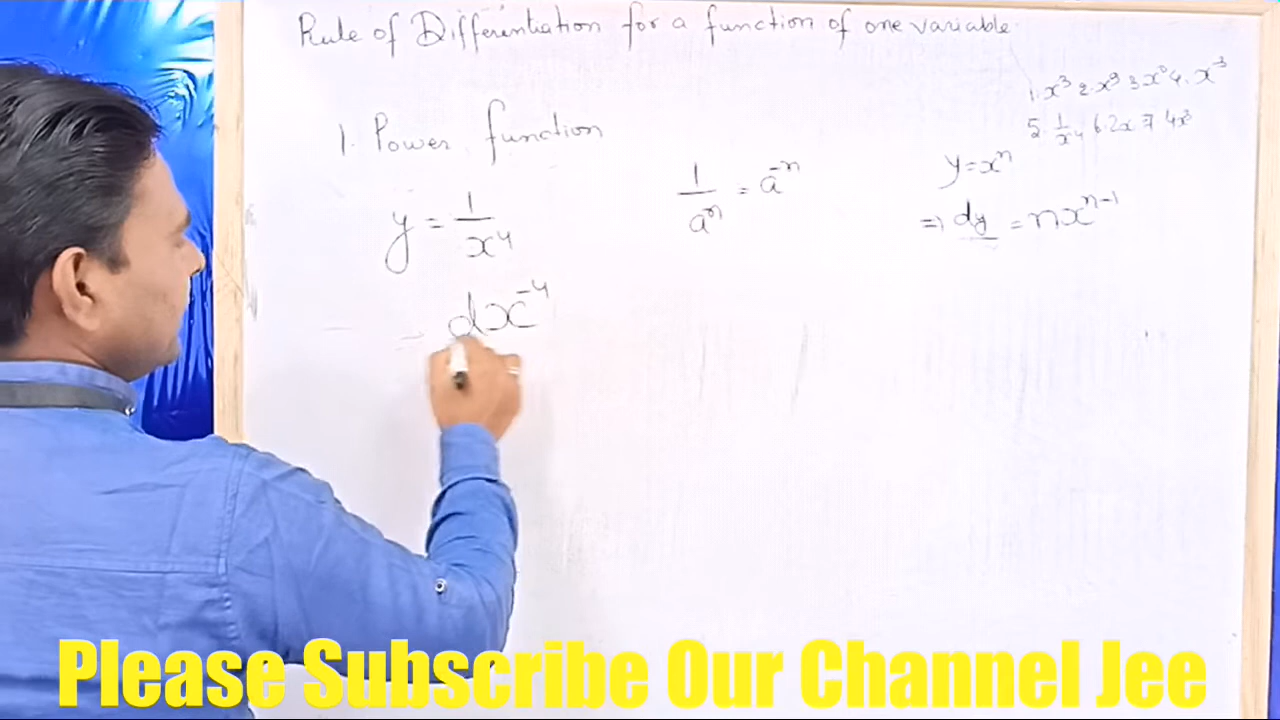 Rule of Differentiation for a function of one variable.
1. x³ 2. x⁹ 3 x⁰ 4. x⁻³
5. 1/x⁴ 6. 2x 7 4x³
1. Power function
y = 1/x⁴
1/aⁿ = a⁻ⁿ
y = xⁿ
⇒ dy = nxⁿ⁻¹
= dx⁻⁴
Please Subscribe Our Channel Jee